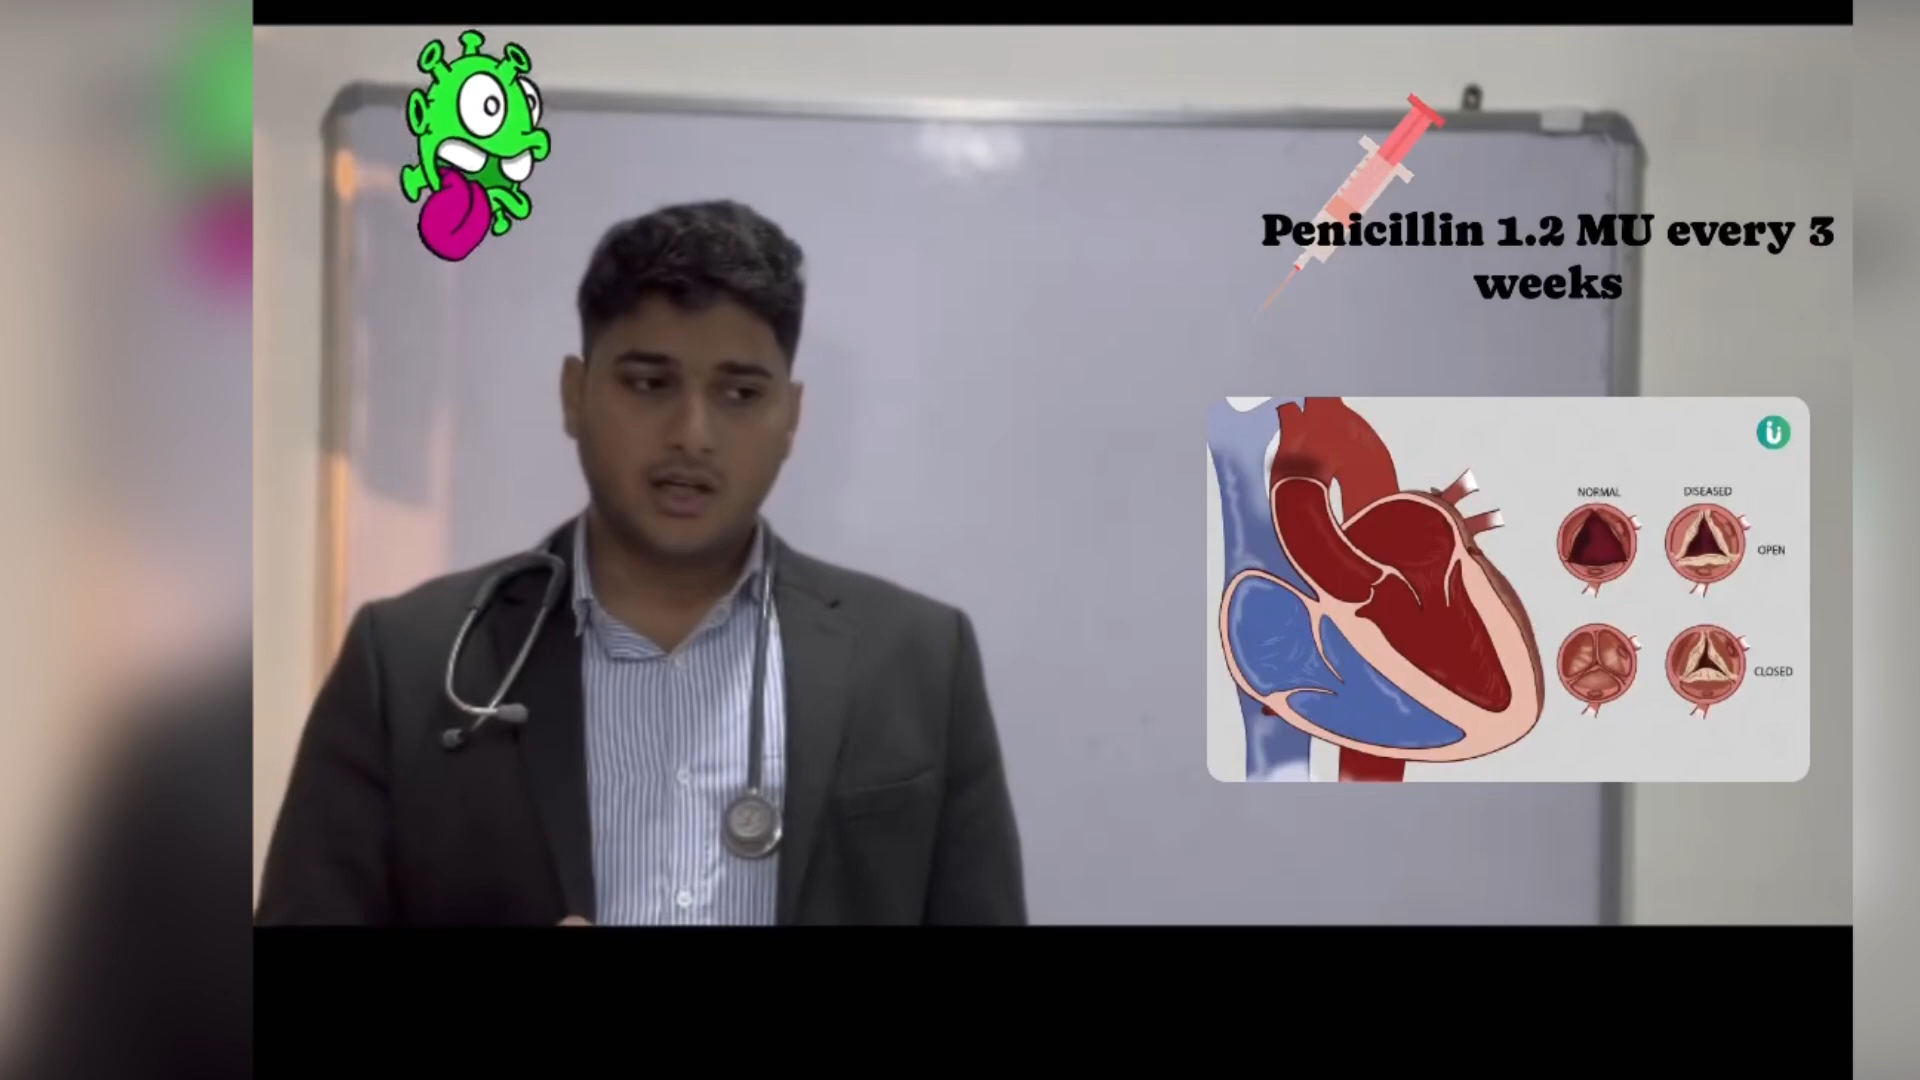 Penicillin 1.2 MU every 3
weeks
NORMAL DISEASED
OPEN
CLOSED